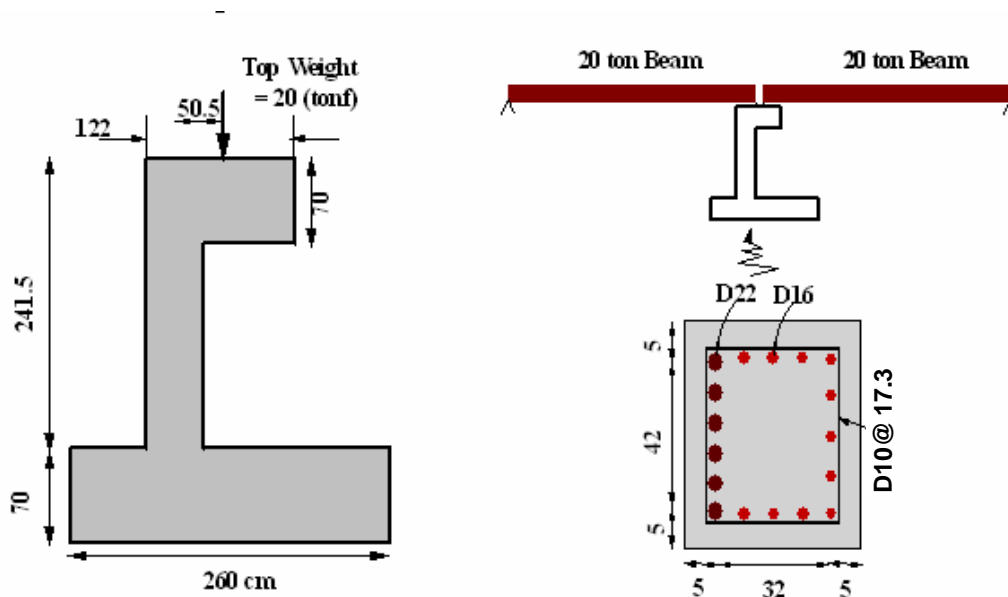 Top Weight
= 20 (tonf)
50.5
122
70
241.5
70
260 cm
20 ton Beam
20 ton Beam
D22
D16
5
42
5
D10@17.3
5
32
5